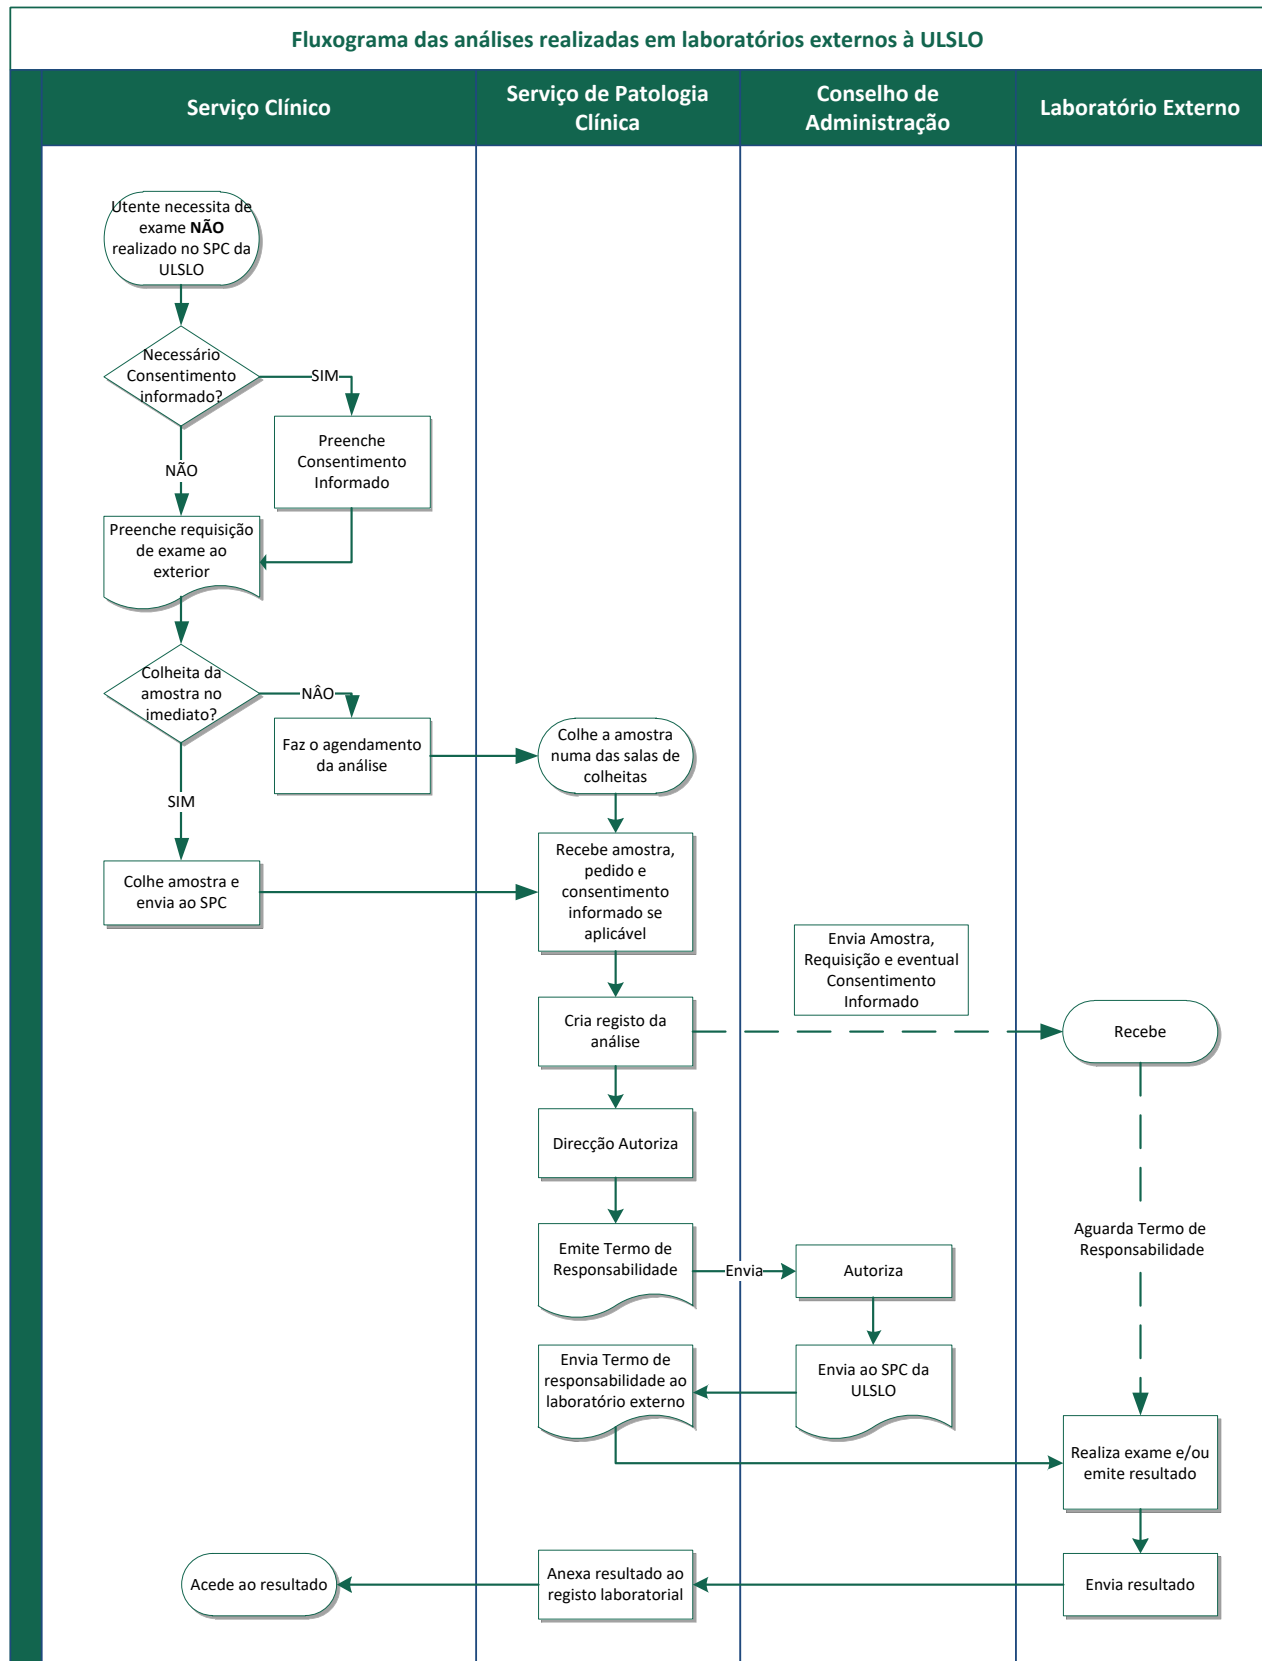 Fluxograma das análises realizadas em laboratórios externos à ULSLO
Serviço Clínico
Serviço de Patologia
Clínica
Conselho de
Administração
Laboratório Externo
Utente necessita de
exame NÃO
realizado no SPC da
ULSLO
Necessário
Consentimento
informado?
SIM
Preenche
Consentimento
Informado
NÃO
Preenche requisição
de exame ao
exterior
Colheita da
amostra no
imediato?
NÂO
Faz o agendamento
da análise
Colhe a amostra
numa das salas de
colheitas
SIM
Colhe amostra e
envia ao SPC
Recebe amostra,
pedido e
consentimento
informado se
aplicável
Envia Amostra,
Requisição e eventual
Consentimento
Informado
Cria registo da
análise
Recebe
Direcção Autoriza
Aguarda Termo de
Responsabilidade
Emite Termo de
Responsabilidade
Envia
Autoriza
Envia Termo de
responsabilidade ao
laboratório externo
Envia ao SPC da
ULSLO
Realiza exame e/ou
emite resultado
Acede ao resultado
Anexa resultado ao
registo laboratorial
Envia resultado